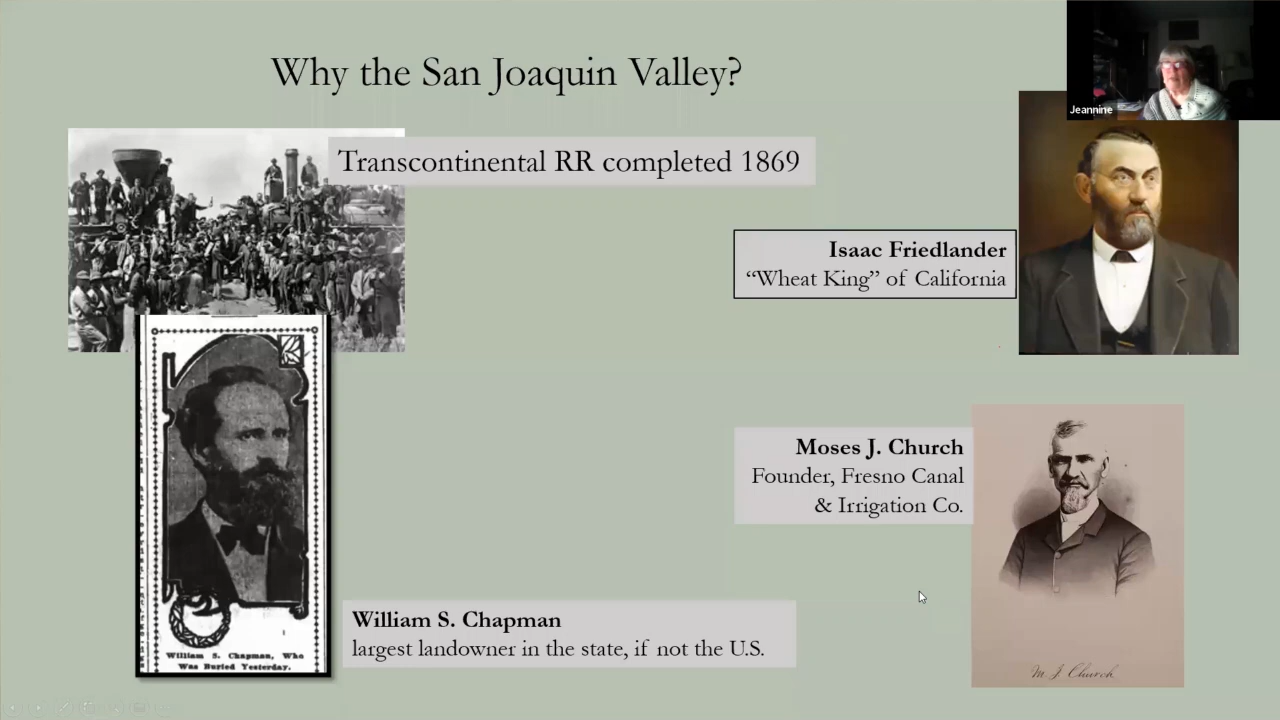 Why the San Joaquin Valley?
Jeannine
Transcontinental RR completed 1869
Isaac Friedlander
“Wheat King” of California
Moses J. Church
Founder, Fresno Canal
& Irrigation Co.
William S. Chapman
largest landowner in the state, if not the U.S.
William S. Chapman, Who
Was Buried Yesterday.
M. J. Church